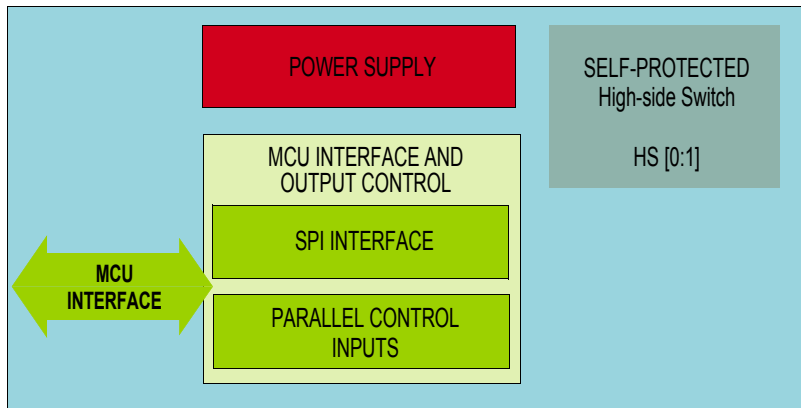 POWER SUPPLY
SELF-PROTECTED
High-side Switch
HS [0:1]
MCU INTERFACE AND
OUTPUT CONTROL
SPI INTERFACE
MCU
INTERFACE
PARALLEL CONTROL
INPUTS